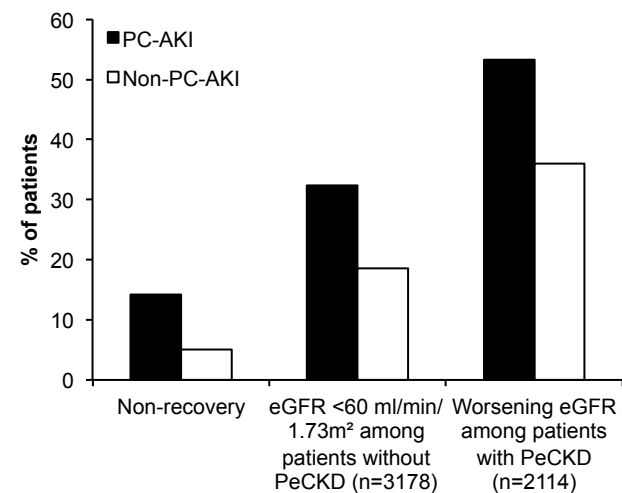 60
50
40
30
20
10
0
% of patients
PC-AKI
Non-PC-AKI
Non-recovery
eGFR <60 ml/min/
1.73m² among
patients without
PeCKD (n=3178)
Worsening eGFR
among patients
with PeCKD
(n=2114)